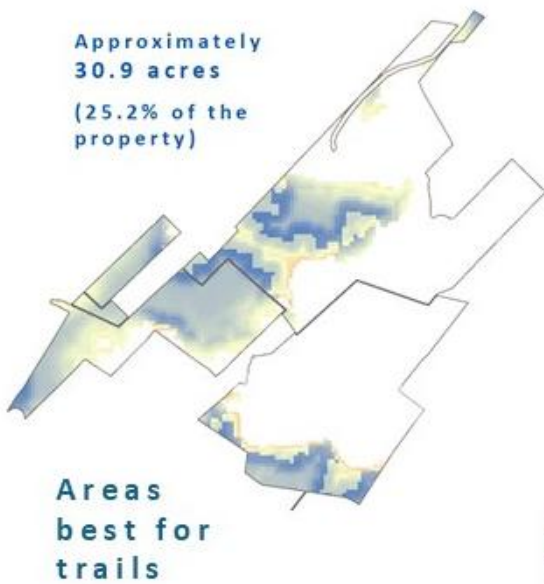 Approximately
30.9 acres
(25.2% of the
property)
Areas
best for
trails